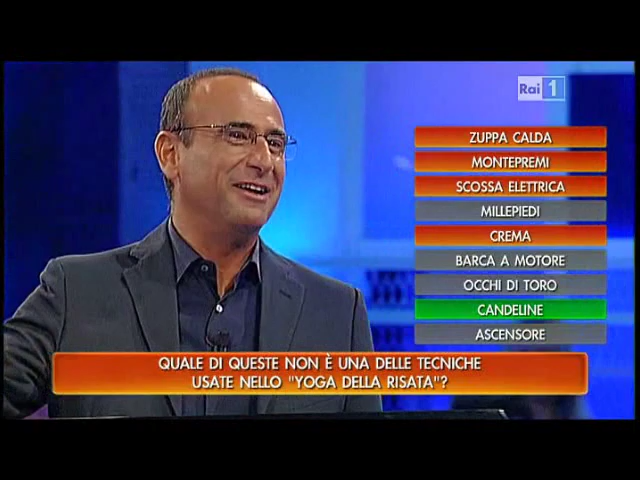 Rai 1
ZUPPA CALDA
MONTEPREMI
SCOSSA ELETTRICA
MILLEPIEDI
CREMA
BARCA A MOTORE
OCCHI DI TORO
CANDELINE
ASCENSORE
QUALE DI QUESTE NON È UNA DELLE TECNICHE
USATE NELLO "YOGA DELLA RISATA"?